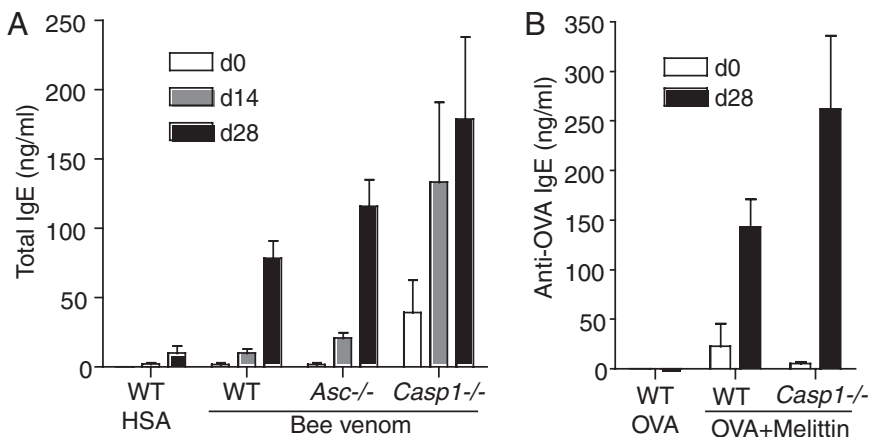 A
Total IgE (ng/ml)
250
200
150
100
50
0
d0
d14
d28
WT
HSA
WT
Asc-/-
Casp1-/-
Bee venom
B
Anti-OVA IgE (ng/ml)
350
300
250
200
150
100
50
0
d0
d28
WT
OVA
WT
Casp1-/-
OVA+Melittin